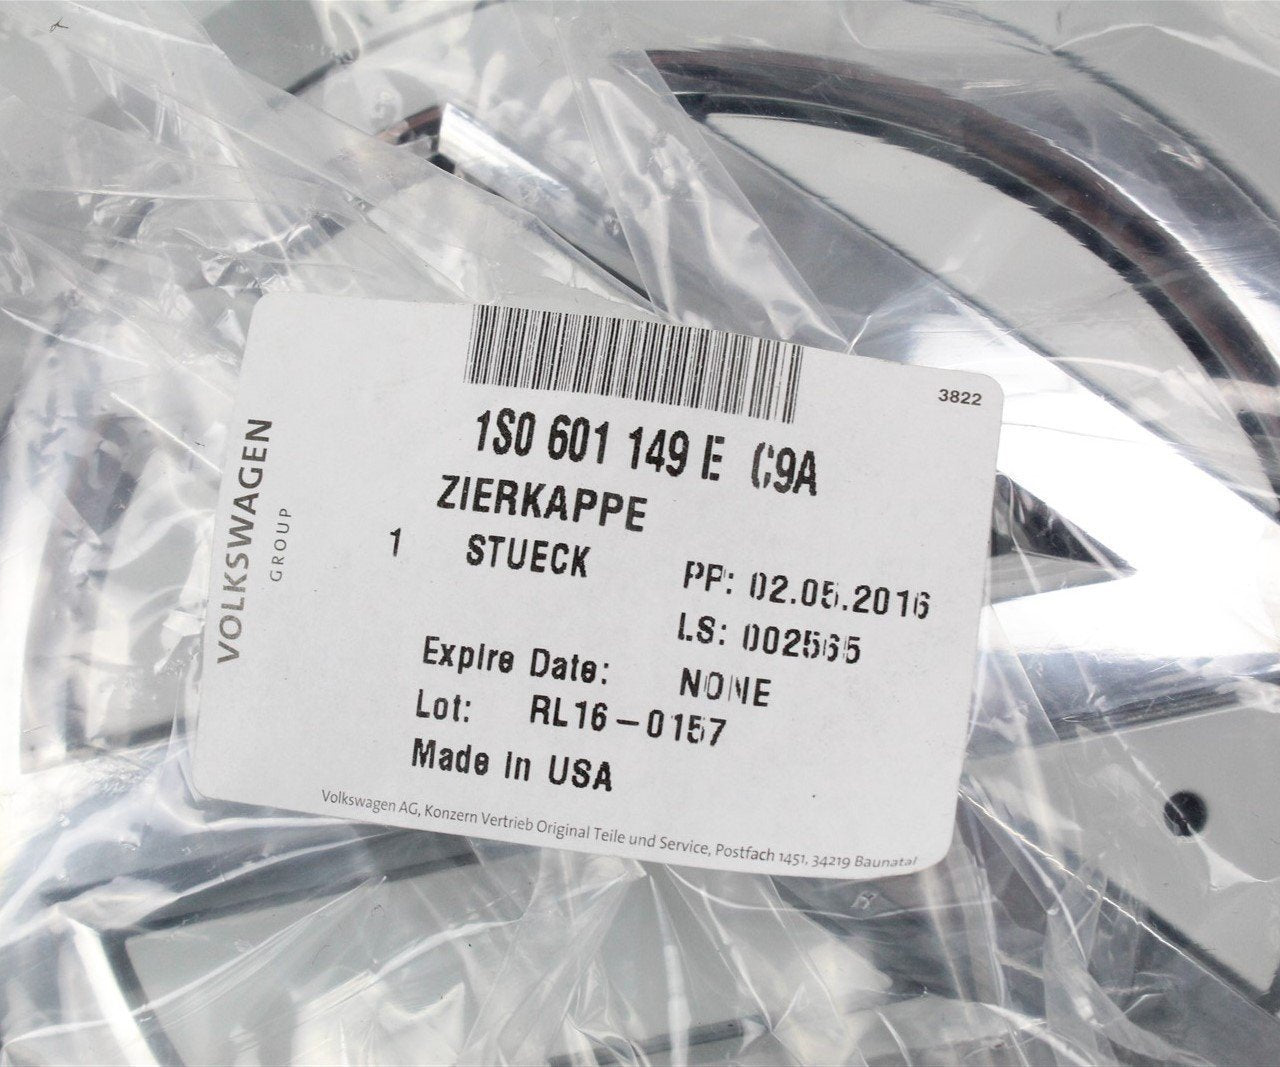 3822
1S0 601 149 E C9A
ZIERKAPPE
1 STUECK
PP: 02.05.2016
LS: 002565
Expire Date: NONE
Lot: RL16-0157
Made in USA
VOLKSWAGEN
GROUP
Volkswagen AG, Konzern Vertrieb Original Teile und Service, Postfach 1451, 34219 Baunatal